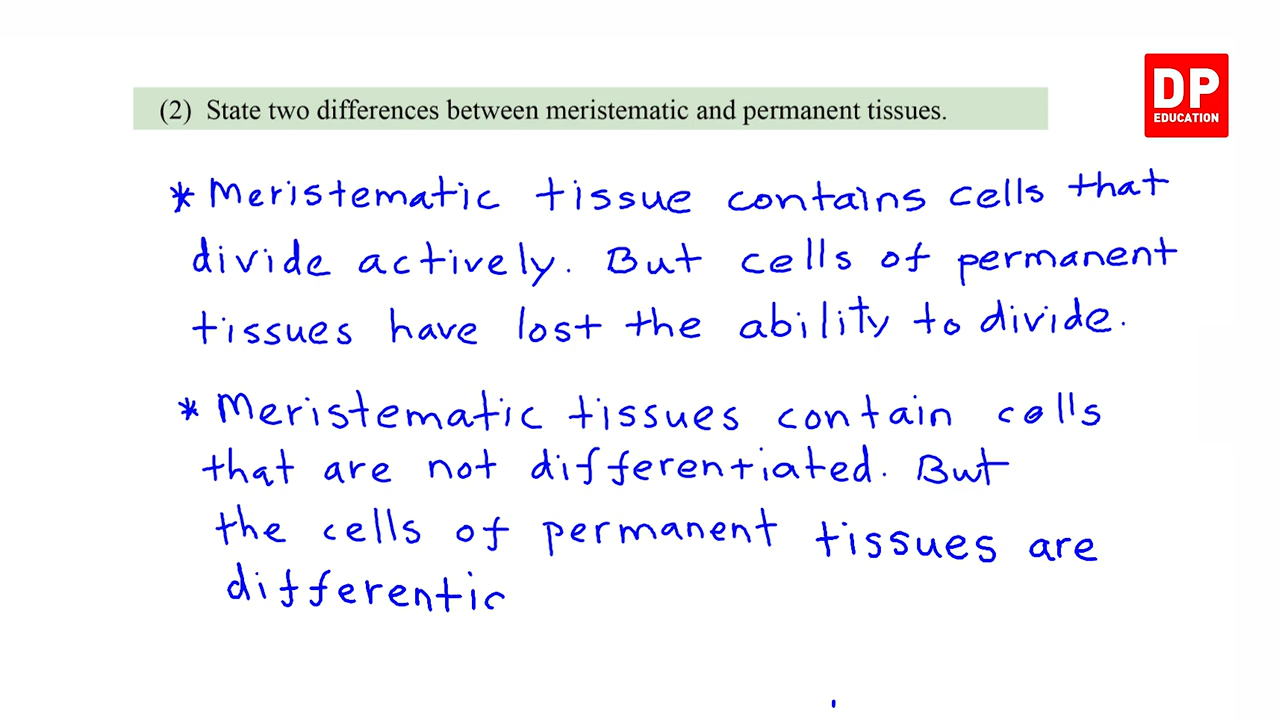 DP
EDUCATION
(2) State two differences between meristematic and permanent tissues.
* Meristematic tissue contains cells that
divide actively. But cells of permanent
tissues have lost the ability to divide.
* Meristematic tissues contain cells
that are not differentiated. But
the cells of permanent tissues are
differentic